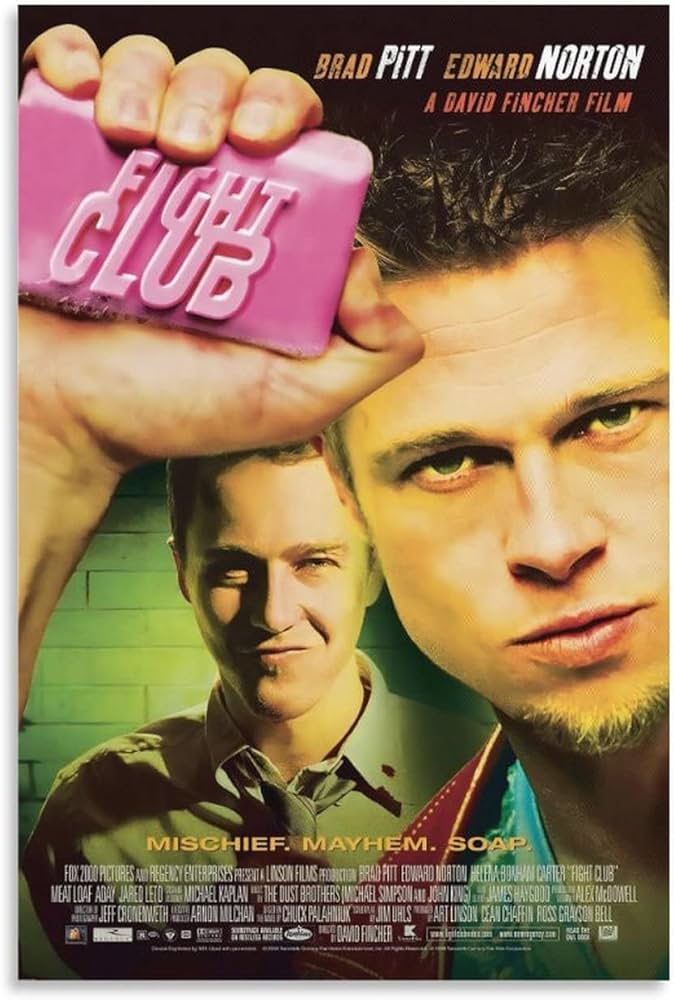 BRAD PITT EDWARD NORTON
A DAVID FINCHER FILM
FIGHT
CLUB
MISCHIEF. MAYHEM. SOAP.
FOX 2000 PICTURES AND REGENCY ENTERPRISES PRESENT A LINSON FILMS PRODUCTION BRAD PITT EDWARD NORTON HELENA BONHAM CARTER "FIGHT CLUB"
MEAT LOAF ADAY JARED LETO MICHAEL KAPLAN THE DUST BROTHERS (MICHAEL SIMPSON AND JOHN KING) JAMES HAYGOOD ALEX McDOWELL
JEFF CRONENWETH ARNON MILCHAN CHUCK PALAHNIUK JIM UHLS ART LINSON CEÁN CHAFFIN ROSS GRAYSON BELL
DAVID FINCHER